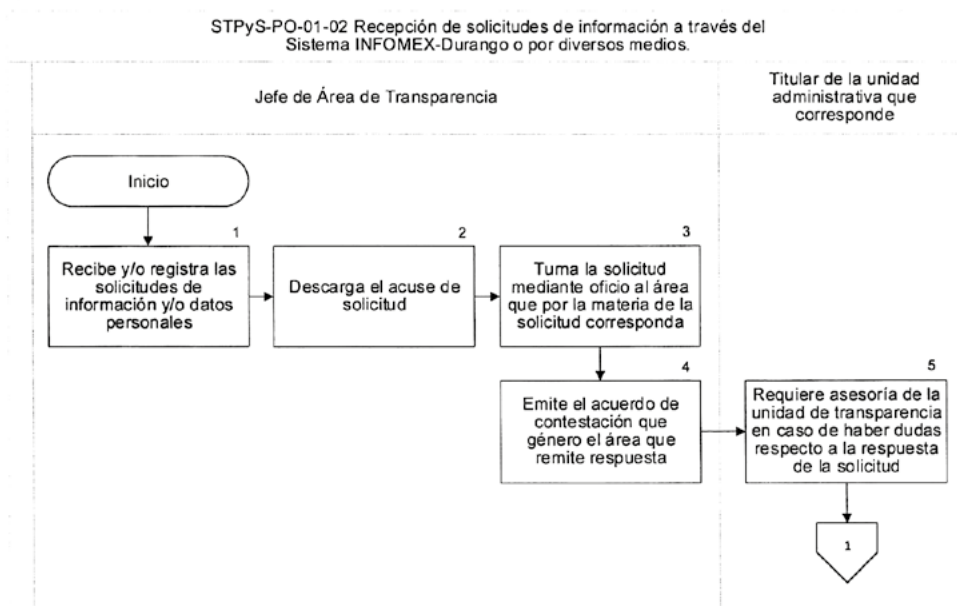 STPyS-PO-01-02 Recepción de solicitudes de información a través del
Sistema INFOMEX-Durango o por diversos medios.
Jefe de Área de Transparencia
Titular de la unidad
administrativa que
corresponde
Inicio
1
Recibe y/o registra las
solicitudes de
información y/o datos
personales
2
Descarga el acuse de
solicitud
3
Turna la solicitud
mediante oficio al área
que por la materia de la
solicitud corresponda
4
Emite el acuerdo de
contestación que
género el área que
remite respuesta
5
Requiere asesoría de la
unidad de transparencia
en caso de haber dudas
respecto a la respuesta
de la solicitud
1